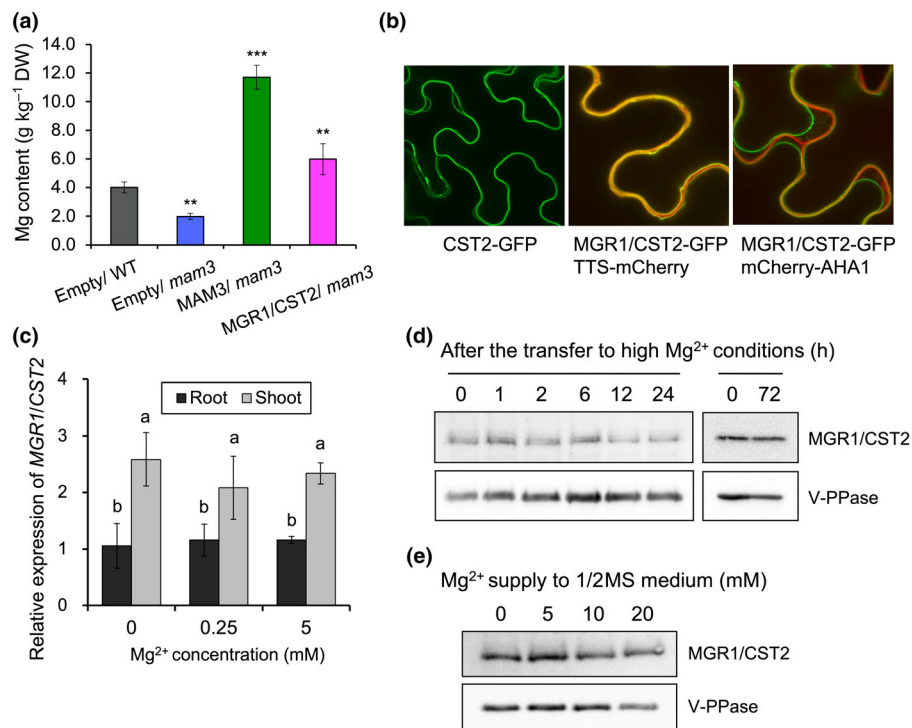 (a)
Mg content (g kg⁻¹ DW)
14.0
12.0
10.0
8.0
6.0
4.0
2.0
0.0
**
***
**
Empty/ WT
Empty/ mam3
MAM3/ mam3
MGR1/CST2/ mam3
(b)
CST2-GFP
MGR1/CST2-GFP
TTS-mCherry
MGR1/CST2-GFP
mCherry-AHA1
(c)
Relative expression of MGR1/CST2
4
3
2
1
0
Root Shoot
b a b a b a
0 0.25 5
Mg²⁺ concentration (mM)
(d)
After the transfer to high Mg²⁺ conditions (h)
0 1 2 6 12 24 0 72
MGR1/CST2
V-PPase
(e)
Mg²⁺ supply to 1/2MS medium (mM)
0 5 10 20
MGR1/CST2
V-PPase